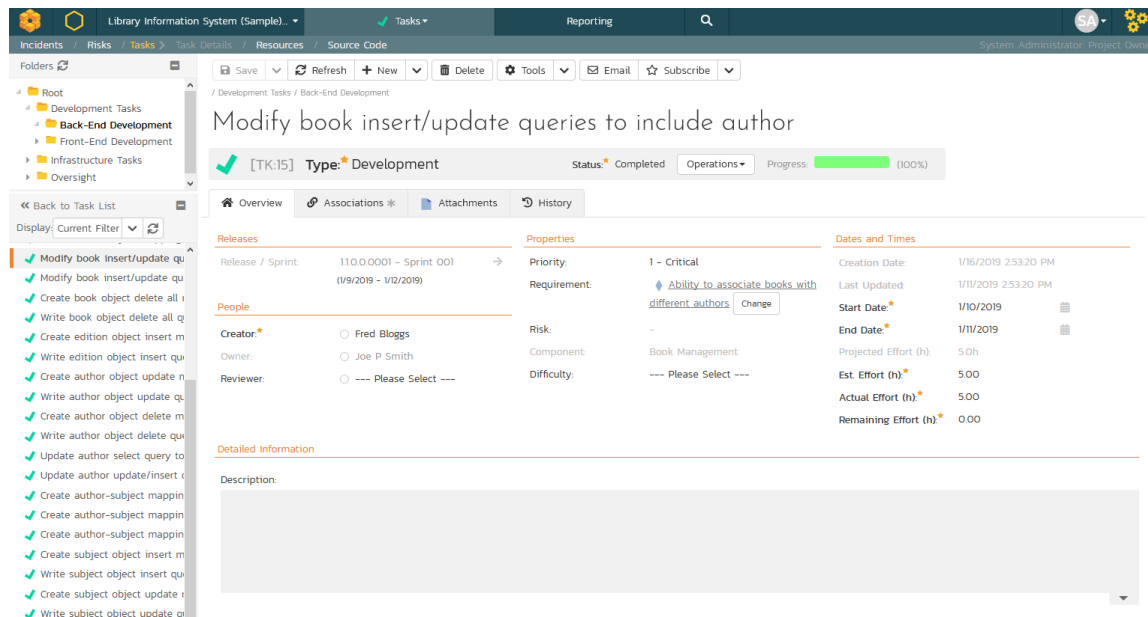 Library Information System (Sample)...
Tasks
Reporting
SA
Incidents / Risks / Tasks > Task Details / Resources / Source Code
System Administrator Project Owne
Folders
Root
Development Tasks
Back-End Development
Front-End Development
Infrastructure Tasks
Oversight
Back to Task List
Display: Current Filter
Modify book insert/update qu
Modify book insert/update qu
Create book object delete all
Write book object delete all q
Create edition object insert m
Write edition object insert que
Create author object update m
Write author object update qu
Create author object delete m
Write author object delete que
Update author select query to
Update author update/insert
Create author-subject mappin
Create author-subject mappin
Create author-subject mappin
Create subject object insert m
Write subject object insert que
Create subject object update
Write subject object update qu
Save Refresh New Delete Tools Email Subscribe
/ Development Tasks / Back-End Development
Modify book insert/update queries to include author
[TK:15] Type:* Development Status:* Completed Operations Progress: (100%)
Overview Associations * Attachments History
Releases
Release / Sprint: 1.1.0.0.0001 - Sprint 001
(1/9/2019 - 1/12/2019)
People
Creator:* Fred Bloggs
Owner: Joe P Smith
Reviewer: --- Please Select ---
Properties
Priority: 1 - Critical
Requirement: Ability to associate books with
different authors Change
Risk: -
Component: Book Management
Difficulty: --- Please Select ---
Dates and Times
Creation Date: 1/16/2019 2:53:20 PM
Last Updated: 1/11/2019 2:53:20 PM
Start Date:* 1/10/2019
End Date:* 1/11/2019
Projected Effort (h): 5.0h
Est. Effort (h):* 5.00
Actual Effort (h):* 5.00
Remaining Effort (h):* 0.00
Detailed Information
Description: